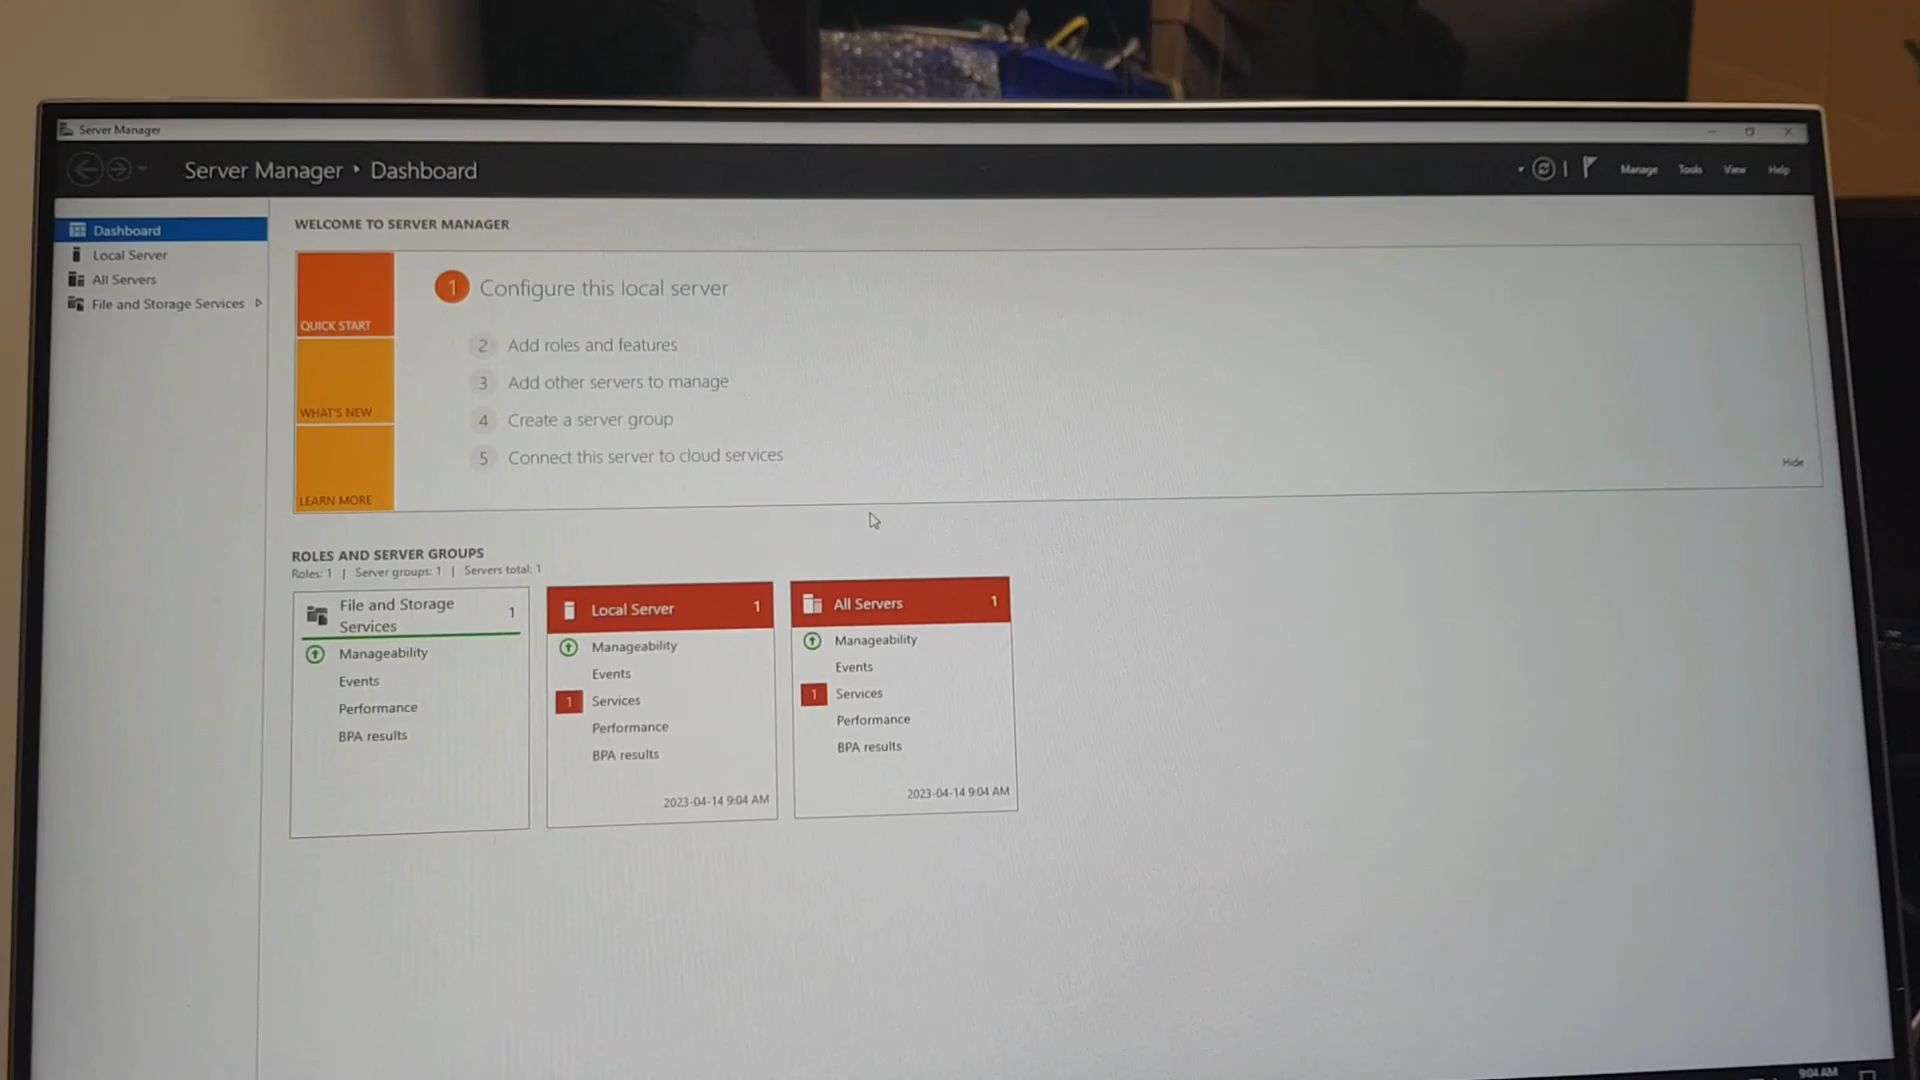 Server Manager
Server Manager ‣ Dashboard
Manage Tools View Help
Dashboard
Local Server
All Servers
File and Storage Services
WELCOME TO SERVER MANAGER
QUICK START
WHAT'S NEW
LEARN MORE
1 Configure this local server
2 Add roles and features
3 Add other servers to manage
4 Create a server group
5 Connect this server to cloud services
Hide
ROLES AND SERVER GROUPS
Roles: 1 | Server groups: 1 | Servers total: 1
File and Storage
Services
1
Manageability
Events
Performance
BPA results
Local Server 1
Manageability
Events
1 Services
Performance
BPA results
2023-04-14 9:04 AM
All Servers 1
Manageability
Events
1 Services
Performance
BPA results
2023-04-14 9:04 AM
9:04 AM